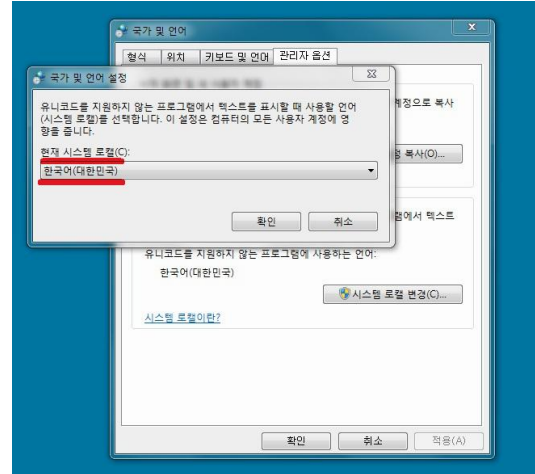 국가 및 언어
형식 위치 키보드 및 언어 관리자 옵션
국가 및 언어 설정
유니코드를 지원하지 않는 프로그램에서 텍스트를 표시할 때 사용할 언어
(시스템 로캘)를 선택합니다. 이 설정은 컴퓨터의 모든 사용자 계정에 영
향을 줍니다.
현재 시스템 로캘(C):
한국어(대한민국)
확인 취소
계정으로 복사
복사(O)...
에서 텍스트
유니코드를 지원하지 않는 프로그램에 사용하는 언어:
한국어(대한민국)
시스템 로캘 변경(C)...
시스템 로캘이란?
확인 취소 적용(A)